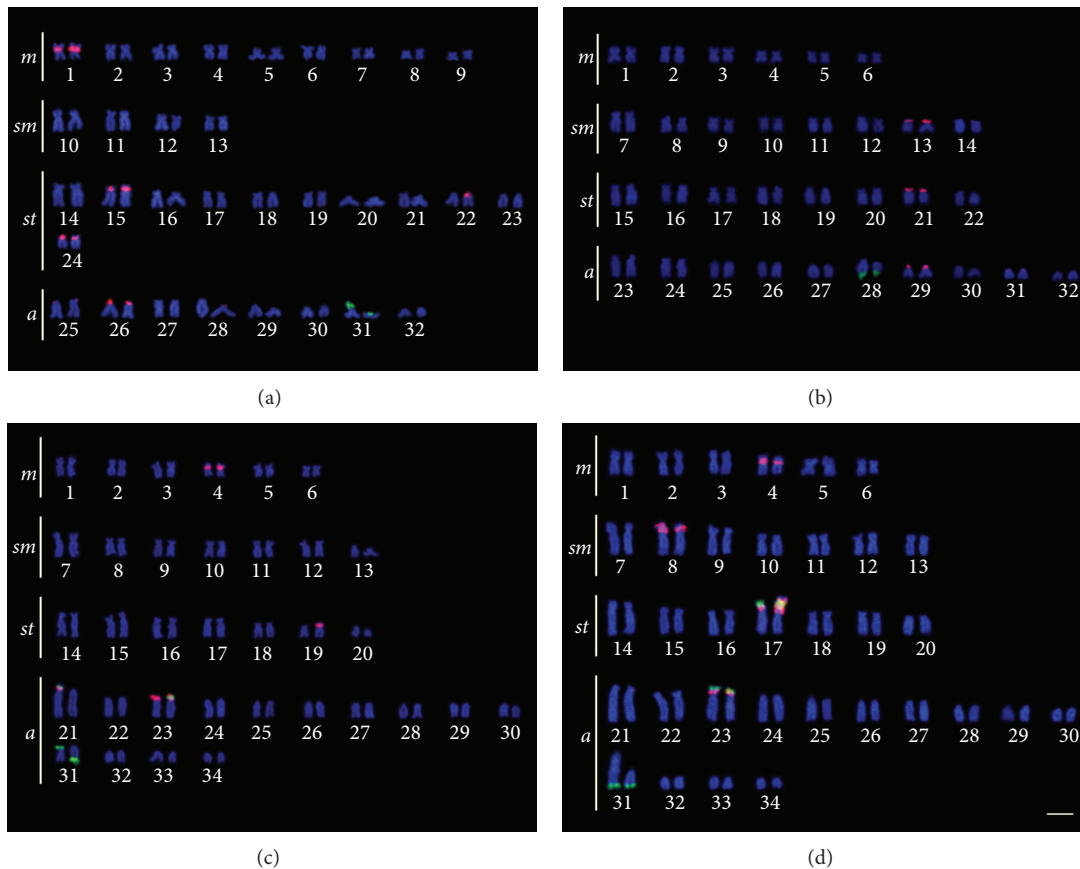 m
1 2 3 4 5 6 7 8 9
sm
10 11 12 13
st
14 15 16 17 18 19 20 21 22 23
24
a
25 26 27 28 29 30 31 32
(a)
m
1 2 3 4 5 6
sm
7 8 9 10 11 12 13 14
st
15 16 17 18 19 20 21 22
a
23 24 25 26 27 28 29 30 31 32
(b)
m
1 2 3 4 5 6
sm
7 8 9 10 11 12 13
st
14 15 16 17 18 19 20
21 22 23 24 25 26 27 28 29 30
a
31 32 33 34
(c)
m
1 2 3 4 5 6
sm
7 8 9 10 11 12 13
st
14 15 16 17 18 19 20
21 22 23 24 25 26 27 28 29 30
a
31 32 33 34
(d)